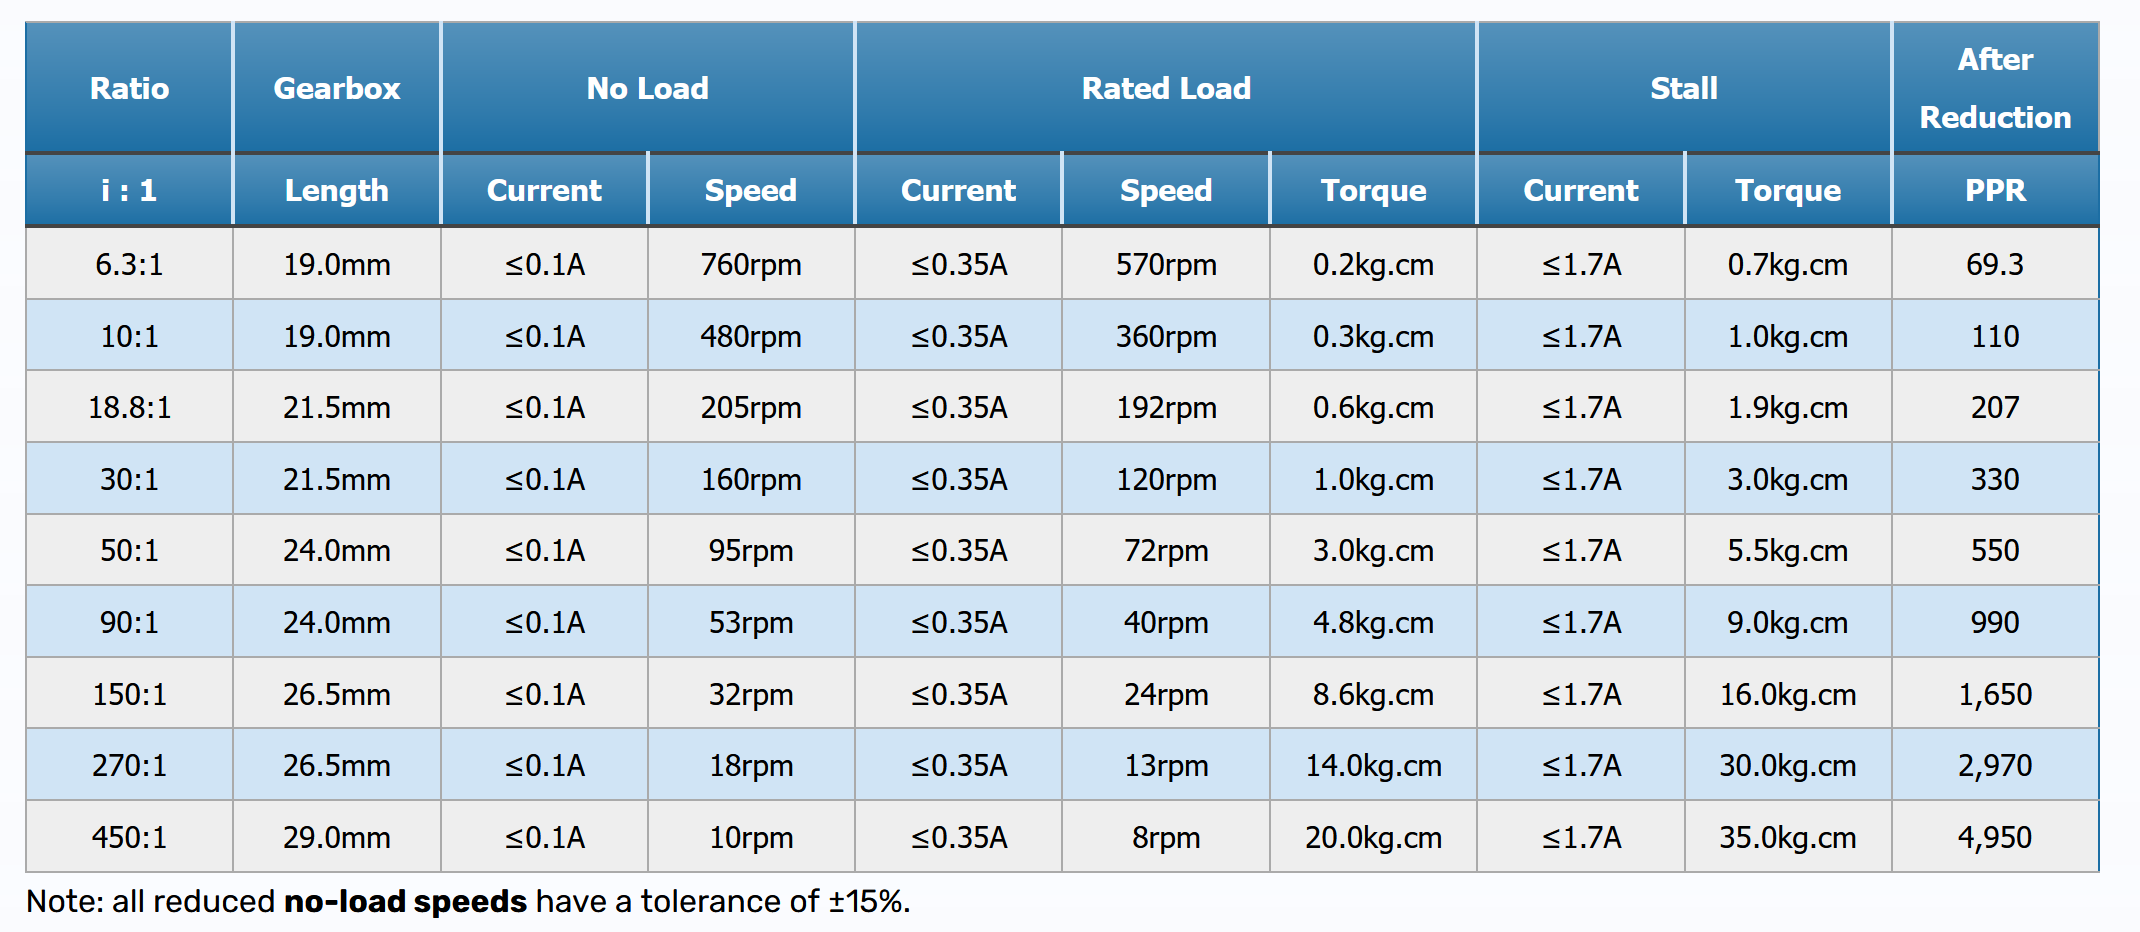 Ratio Gearbox No Load Rated Load Stall After Reduction
i : 1 Length Current Speed Current Speed Torque Current Torque PPR
6.3:1 19.0mm ≤0.1A 760rpm ≤0.35A 570rpm 0.2kg.cm ≤1.7A 0.7kg.cm 69.3
10:1 19.0mm ≤0.1A 480rpm ≤0.35A 360rpm 0.3kg.cm ≤1.7A 1.0kg.cm 110
18.8:1 21.5mm ≤0.1A 205rpm ≤0.35A 192rpm 0.6kg.cm ≤1.7A 1.9kg.cm 207
30:1 21.5mm ≤0.1A 160rpm ≤0.35A 120rpm 1.0kg.cm ≤1.7A 3.0kg.cm 330
50:1 24.0mm ≤0.1A 95rpm ≤0.35A 72rpm 3.0kg.cm ≤1.7A 5.5kg.cm 550
90:1 24.0mm ≤0.1A 53rpm ≤0.35A 40rpm 4.8kg.cm ≤1.7A 9.0kg.cm 990
150:1 26.5mm ≤0.1A 32rpm ≤0.35A 24rpm 8.6kg.cm ≤1.7A 16.0kg.cm 1,650
270:1 26.5mm ≤0.1A 18rpm ≤0.35A 13rpm 14.0kg.cm ≤1.7A 30.0kg.cm 2,970
450:1 29.0mm ≤0.1A 10rpm ≤0.35A 8rpm 20.0kg.cm ≤1.7A 35.0kg.cm 4,950
Note: all reduced no-load speeds have a tolerance of ±15%.